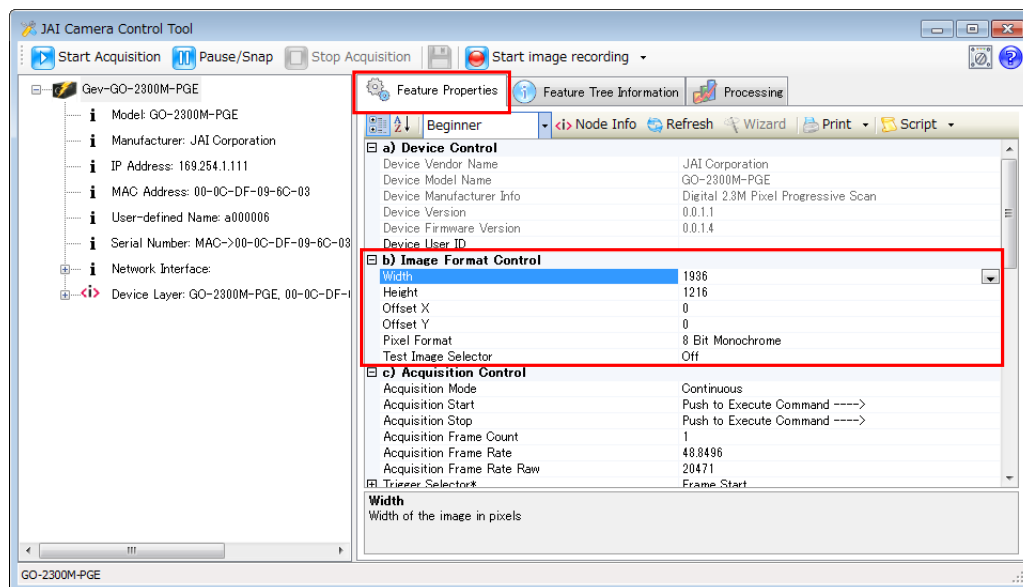 JAI Camera Control Tool
Start Acquisition Pause/Snap Stop Acquisition Start image recording
Gev-GO-2300M-PGE
Model: GO-2300M-PGE
Manufacturer: JAI Corporation
IP Address: 169.254.1.111
MAC Address: 00-0C-DF-09-6C-03
User-defined Name: a000006
Serial Number: MAC->00-0C-DF-09-6C-03
Network Interface:
Device Layer: GO-2300M-PGE, 00-0C-DF-
Feature Properties Feature Tree Information Processing
Beginner <i> Node Info Refresh Wizard Print Script
a) Device Control
Device Vendor Name JAI Corporation
Device Model Name GO-2300M-PGE
Device Manufacturer Info Digital 2.3M Pixel Progressive Scan
Device Version 0.0.1.1
Device Firmware Version 0.0.1.4
Device User ID
b) Image Format Control
Width 1936
Height 1216
Offset X 0
Offset Y 0
Pixel Format 8 Bit Monochrome
Test Image Selector Off
c) Acquisition Control
Acquisition Mode Continuous
Acquisition Start Push to Execute Command ---->
Acquisition Stop Push to Execute Command ---->
Acquisition Frame Count 1
Acquisition Frame Rate 48.8496
Acquisition Frame Rate Raw 20471
Trigger Selector* Frame Start
Width
Width of the image in pixels
GO-2300M-PGE